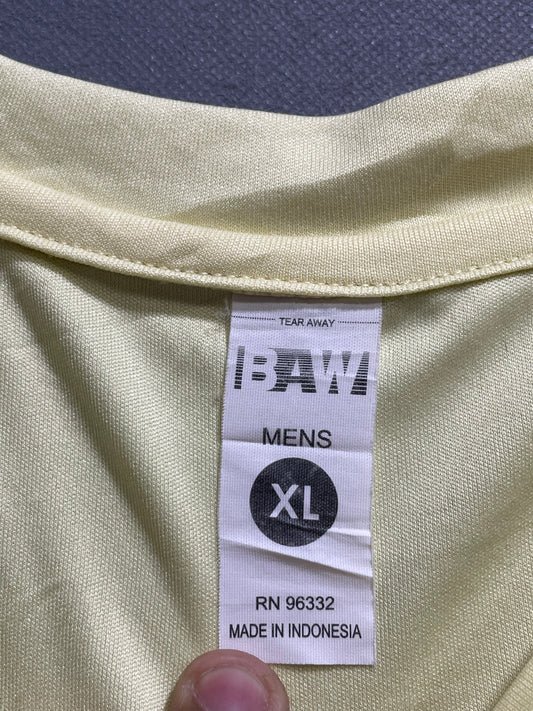 TEAR AWAY
BAW
MENS
XL
RN 96332
MADE IN INDONESIA